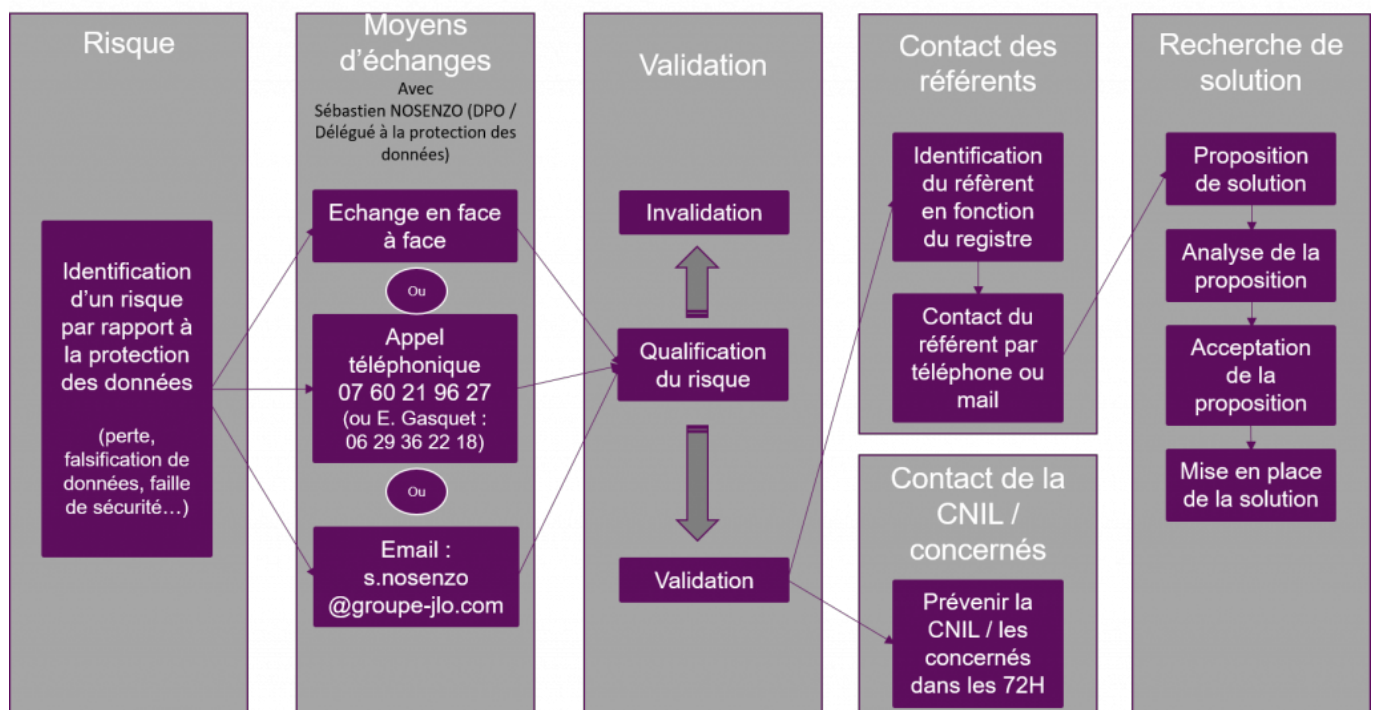 Risque
Identification
d'un risque
par rapport à
la protection
des données
(perte,
falsification de
données, faille
de sécurité...)
Moyens
d'échanges
Avec
Sébastien NOSENZO (DPO /
Délégué à la protection des
données)
Echange en face
à face
Ou
Appel
téléphonique
07 60 21 96 27
(ou E. Gasquet :
06 29 36 22 18)
Ou
Email :
s.nosenzo
@groupe-jlo.com
Validation
Invalidation
Qualification
du risque
Validation
Contact des
référents
Identification
du réfèrent
en fonction
du registre
Contact du
référent par
téléphone ou
mail
Contact de la
CNIL /
concernés
Prévenir la
CNIL / les
concernés
dans les 72H
Recherche de
solution
Proposition
de solution
Analyse de la
proposition
Acceptation
de la
proposition
Mise en place
de la solution